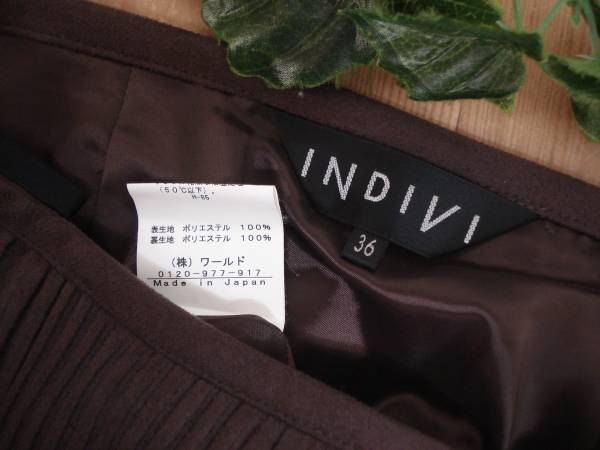 (50℃以下)。
H-65
表生地 ポリエステル 100%
裏生地 ポリエステル 100%
(株) ワールド
0120-977-917
Made in Japan
INDIVI
36